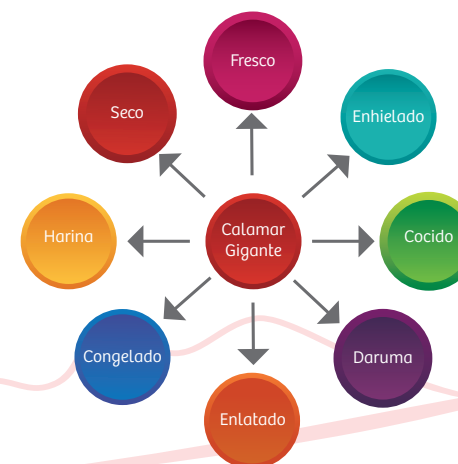 Fresco
Seco
Enhielado
Harina
Calamar
Gigante
Cocido
Congelado
Daruma
Enlatado